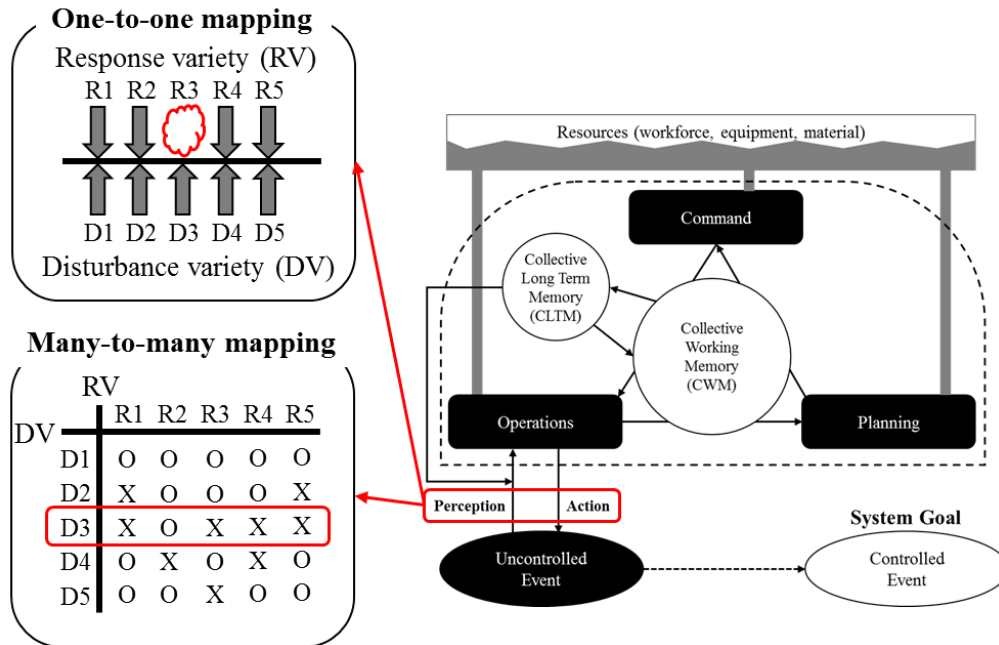 One-to-one mapping
Response variety (RV)
R1 R2 R3 R4 R5
D1 D2 D3 D4 D5
Disturbance variety (DV)
Many-to-many mapping
RV
R1 R2 R3 R4 R5
DV
D1 O O O O O
D2 X O O O X
D3 X O X X X
D4 O X O X O
D5 O O X O O
Resources (workforce, equipment, material)
Command
Collective
Long Term
Memory
(CLTM)
Collective
Working
Memory
(CWM)
Operations
Planning
Perception
Action
Uncontrolled
Event
System Goal
Controlled
Event